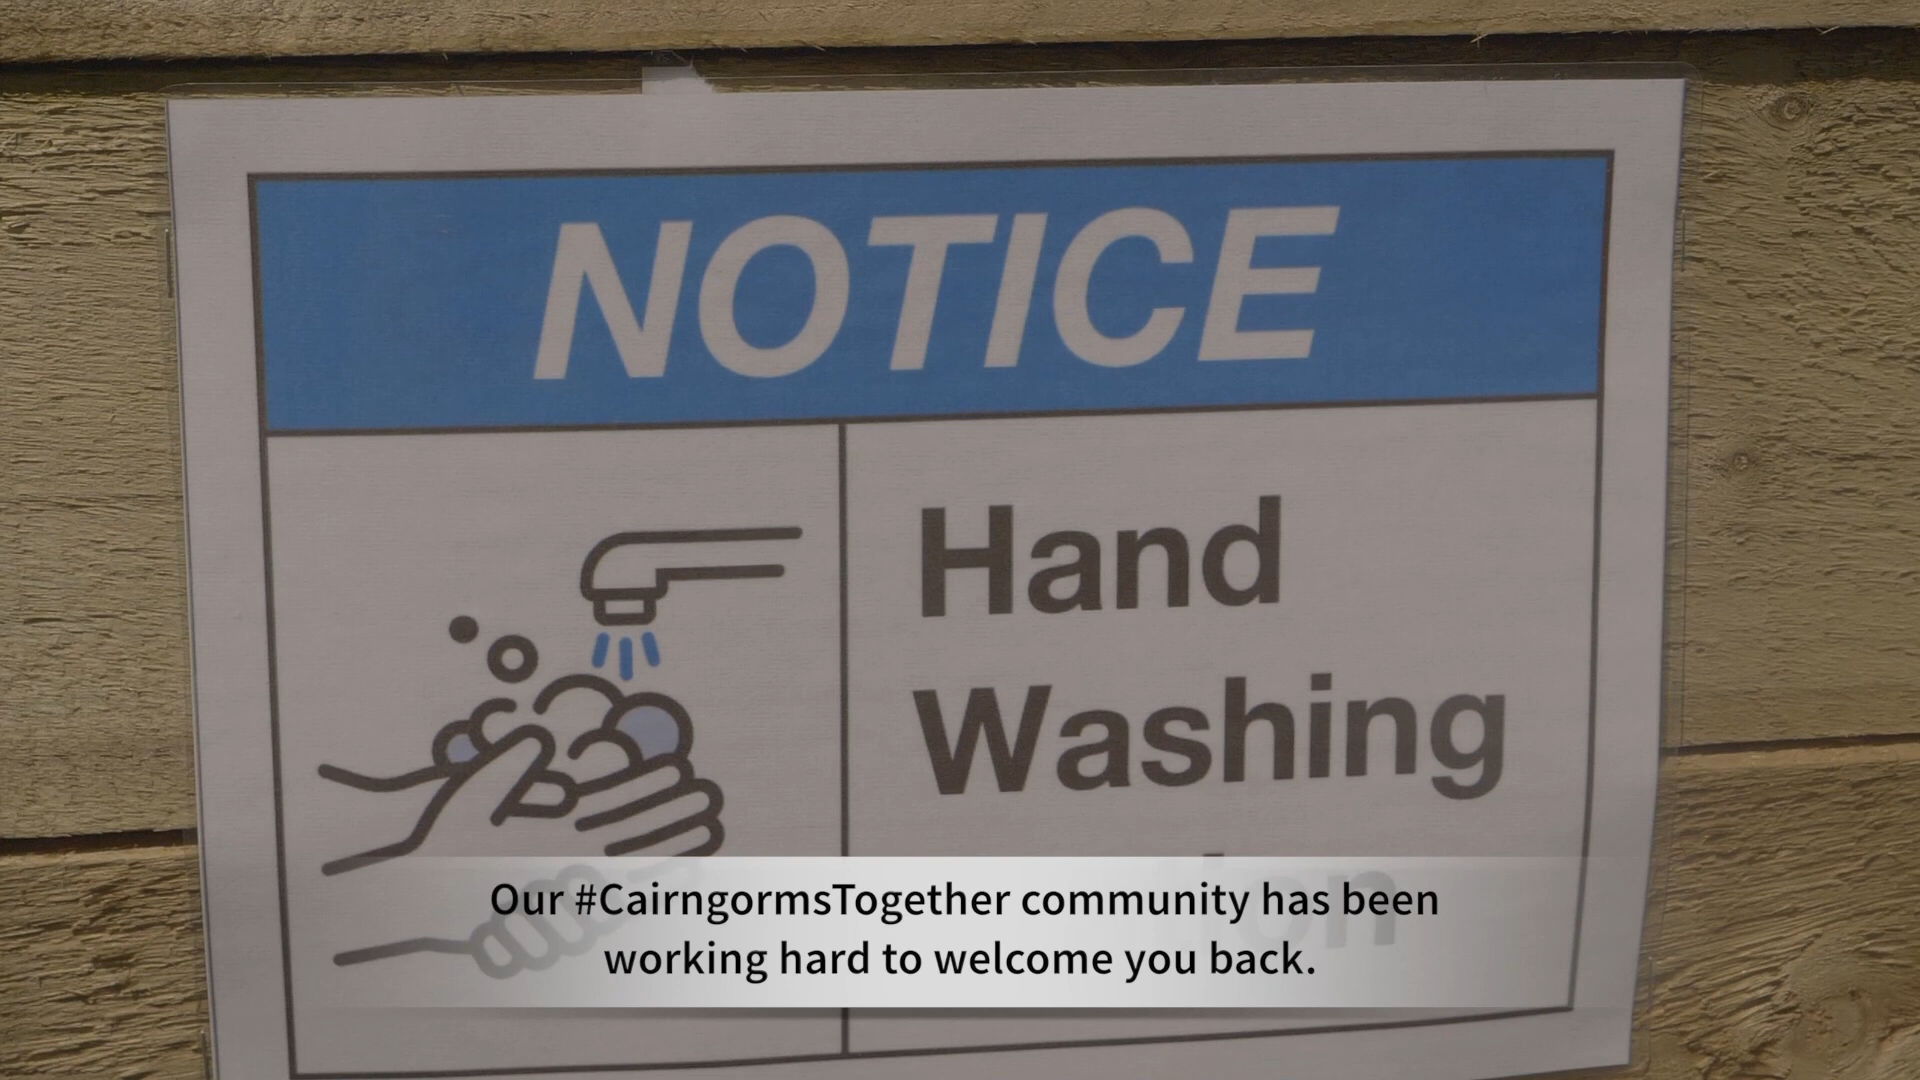 NOTICE
Hand
Washing
Our #CairngormsTogether community has been
working hard to welcome you back.